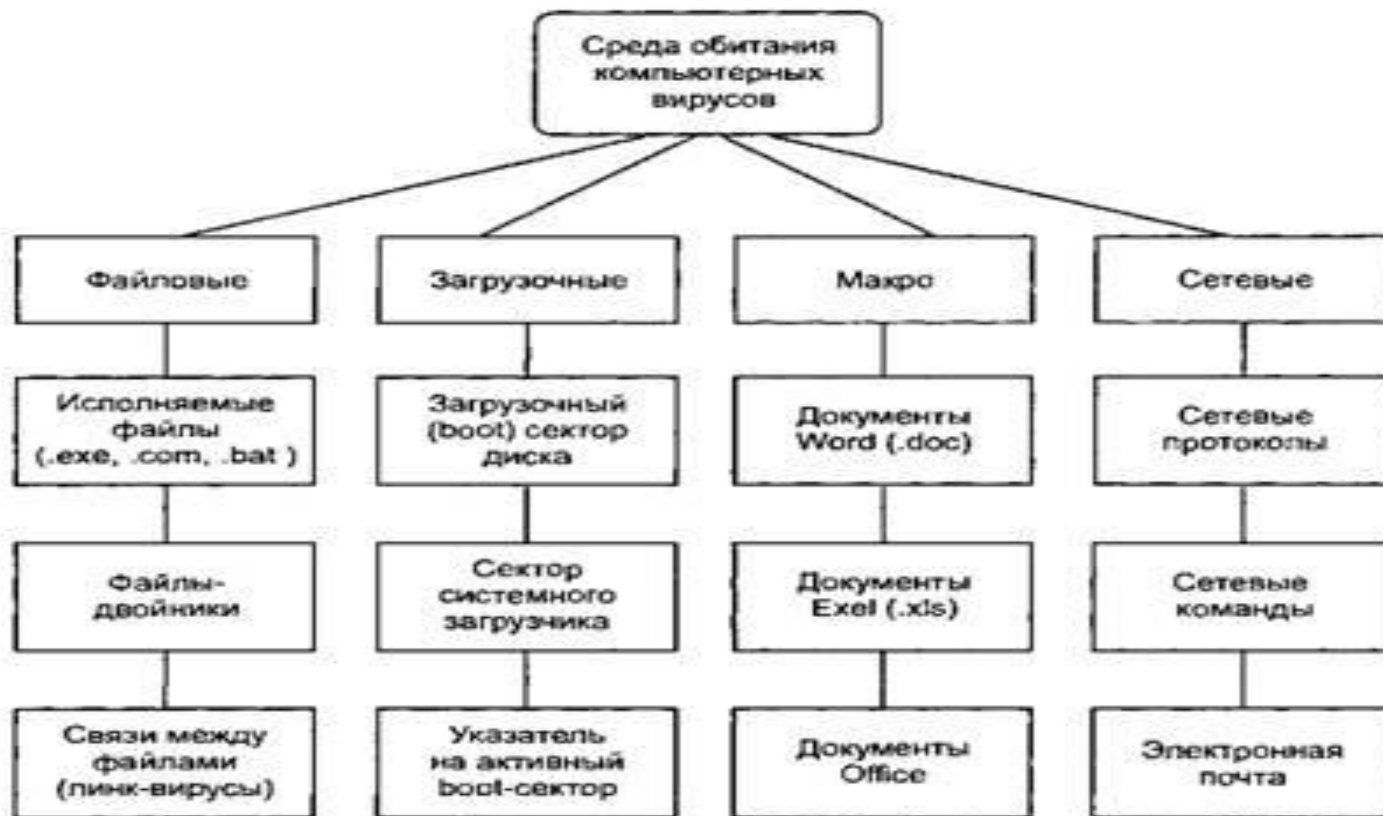 Среда обитания
компьютерных
вирусов
Файловые
Загрузочные
Макро
Сетевые
Исполняемые
файлы
(.exe, .com, .bat )
Загрузочный
(boot) сектор
диска
Документы
Word (.doc)
Сетевые
протоколы
Файлы-
двойники
Сектор
системного
загрузчика
Документы
Exel (.xls)
Сетевые
команды
Связи между
файлами
(линк-вирусы)
Указатель
на активный
boot-сектор
Документы
Office
Электронная
почта